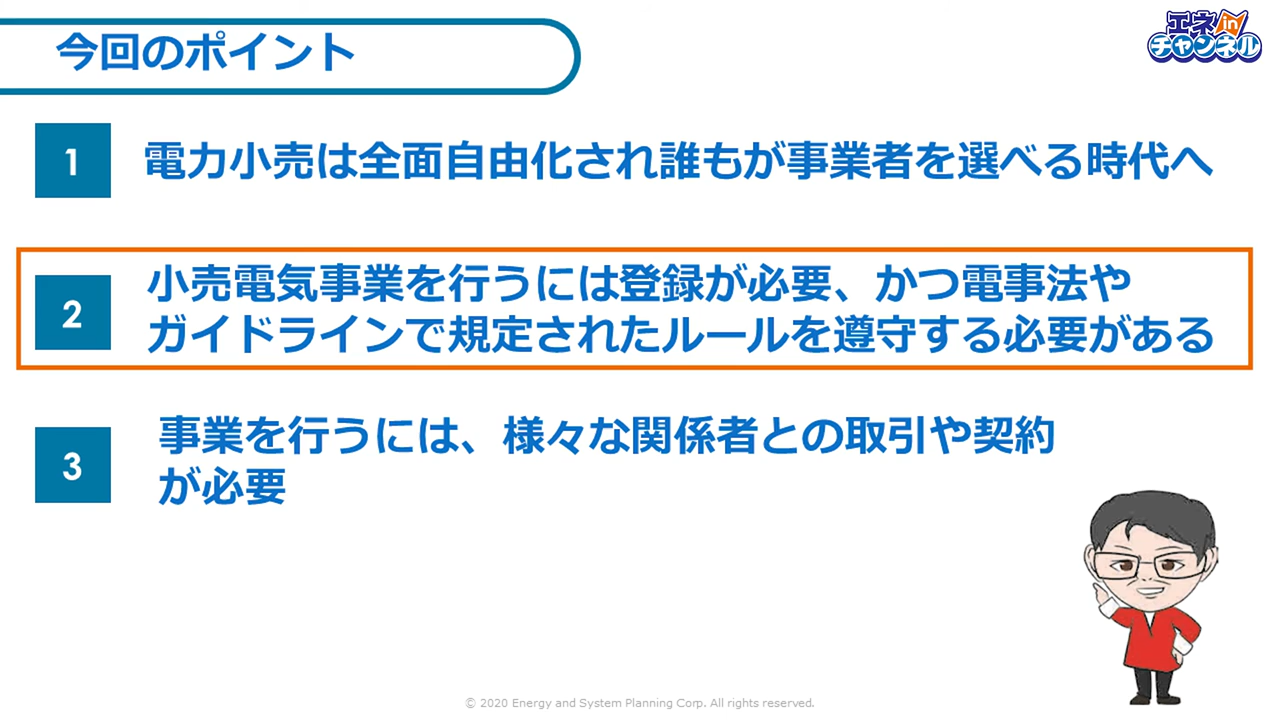 今回のポイント
エネinチャンネル
1
電力小売は全面自由化され誰もが事業者を選べる時代へ
2
小売電気事業を行うには登録が必要、かつ電事法や
ガイドラインで規定されたルールを遵守する必要がある
3
事業を行うには、様々な関係者との取引や契約
が必要
© 2020 Energy and System Planning Corp. All rights reserved.